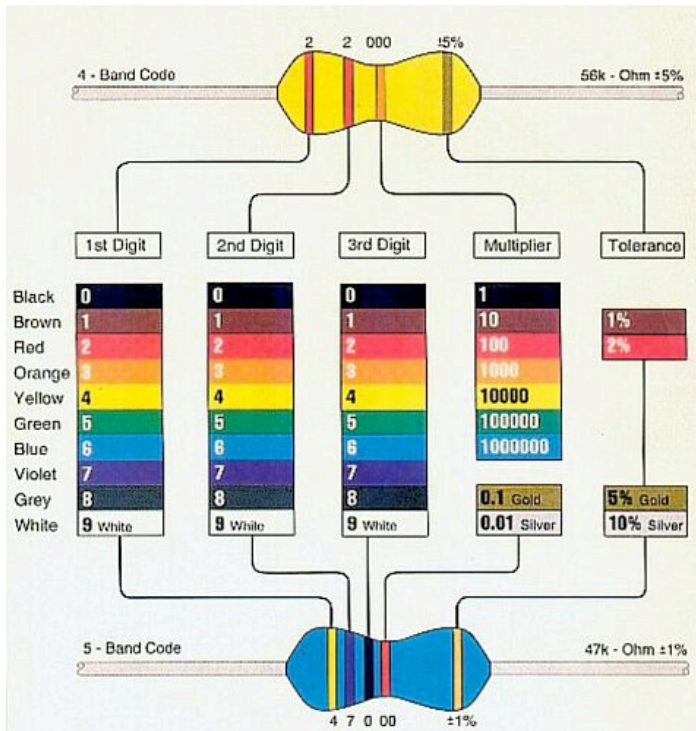 2 2 000 ±5%
4 - Band Code 56k - Ohm ±5%
1st Digit 2nd Digit 3rd Digit Multiplier Tolerance
Black 0 0 0 1
Brown 1 1 1 10 1%
Red 2 2 2 100 2%
Orange 3 3 3 1000
Yellow 4 4 4 10000
Green 5 5 5 100000
Blue 6 6 6 1000000
Violet 7 7 7
Grey 8 8 8 0.1 Gold 5% Gold
White 9 White 9 White 9 White 0.01 Silver 10% Silver
5 - Band Code 47k - Ohm ±1%
4 7 0 00 ±1%